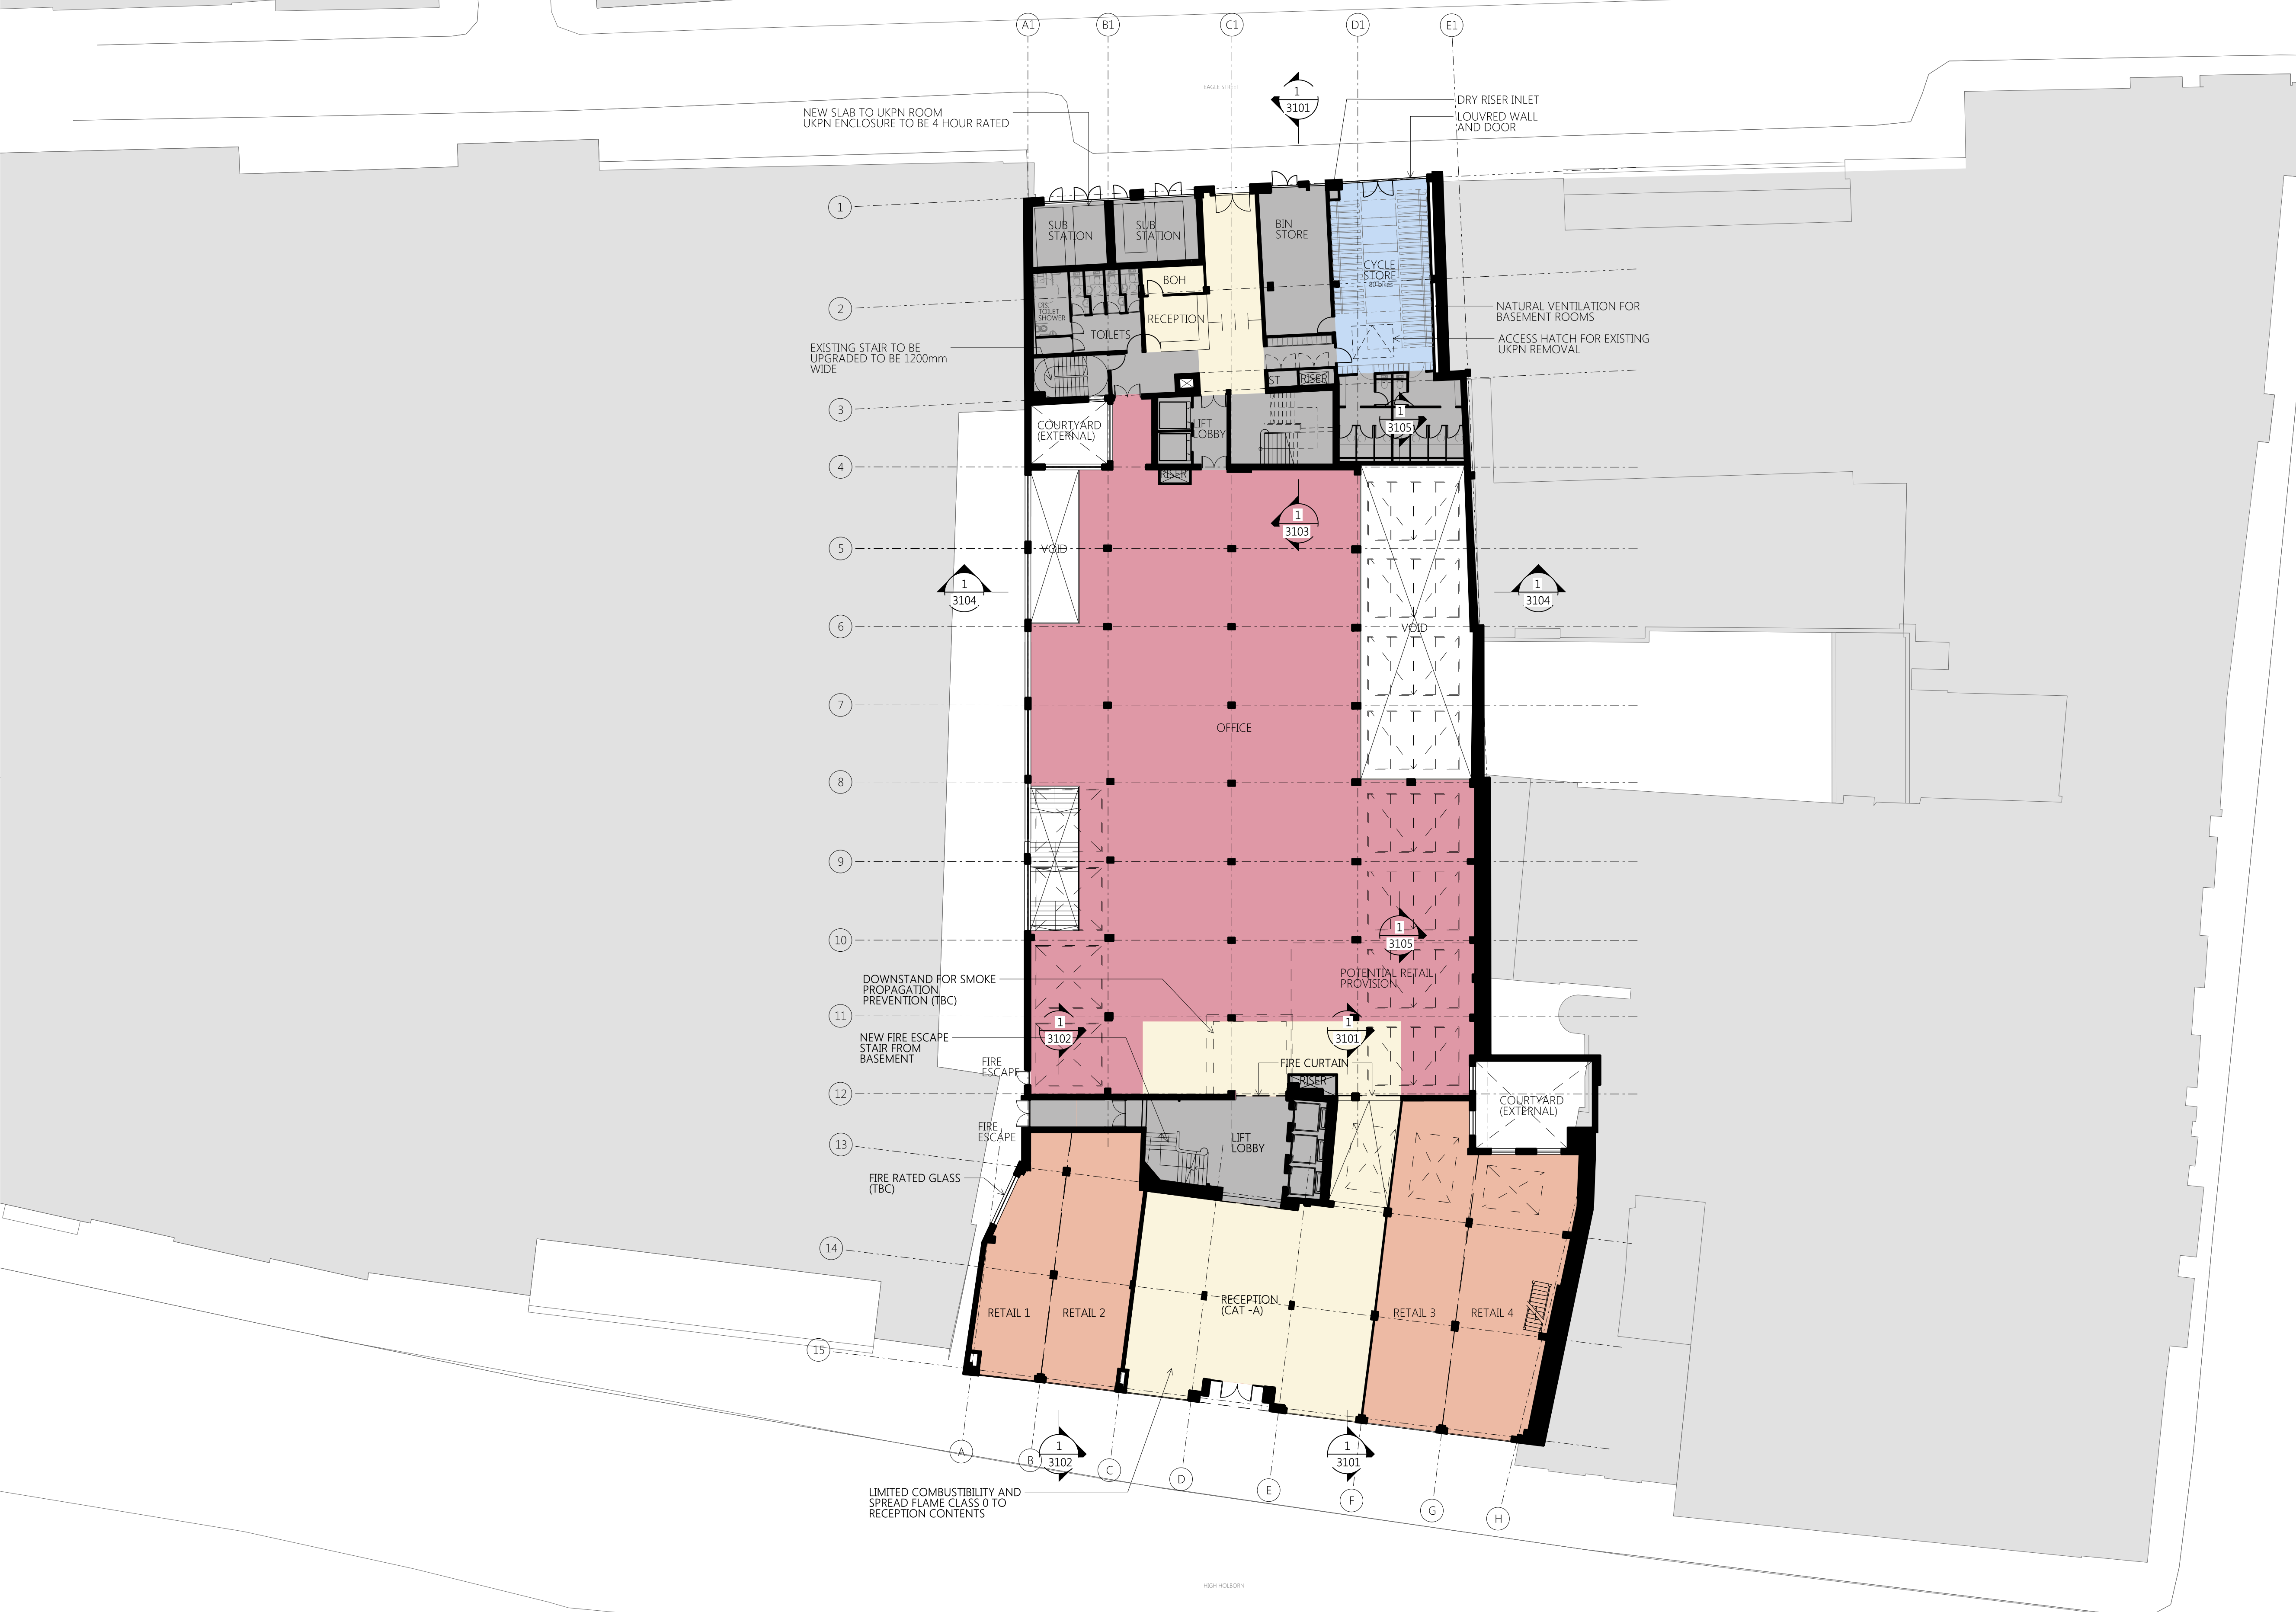 A1
B1
C1
D1
E1
EAGLE STREET
1
3101
DRY RISER INLET
LOUVRED WALL
AND DOOR
NEW SLAB TO UKPN ROOM
UKPN ENCLOSURE TO BE 4 HOUR RATED
1
SUB
STATION
SUB
STATION
BIN
STORE
CYCLE
STORE
80 bikes
BOH
2
DIS.
TOILET
SHOWER
TOILETS
RECEPTION
NATURAL VENTILATION FOR
BASEMENT ROOMS
ACCESS HATCH FOR EXISTING
UKPN REMOVAL
EXISTING STAIR TO BE
UPGRADED TO BE 1200mm
WIDE
ST
RISER
3
COURTYARD
(EXTERNAL)
LIFT
LOBBY
1
3105
4
RISER
1
3103
5
VOID
1
3104
1
3104
6
VOID
7
OFFICE
8
9
1
3105
10
POTENTIAL RETAIL
PROVISION
DOWNSTAND FOR SMOKE
PROPAGATION
PREVENTION (TBC)
11
1
3102
1
3101
NEW FIRE ESCAPE
STAIR FROM
BASEMENT
FIRE
ESCAPE
FIRE CURTAIN
RISER
12
COURTYARD
(EXTERNAL)
FIRE
ESCAPE
13
LIFT
LOBBY
FIRE RATED GLASS
(TBC)
14
RETAIL 1
RETAIL 2
RECEPTION
(CAT -A)
RETAIL 3
RETAIL 4
15
A
B
1
3102
C
D
E
1
3101
F
G
H
LIMITED COMBUSTIBILITY AND
SPREAD FLAME CLASS 0 TO
RECEPTION CONTENTS
HIGH HOLBORN